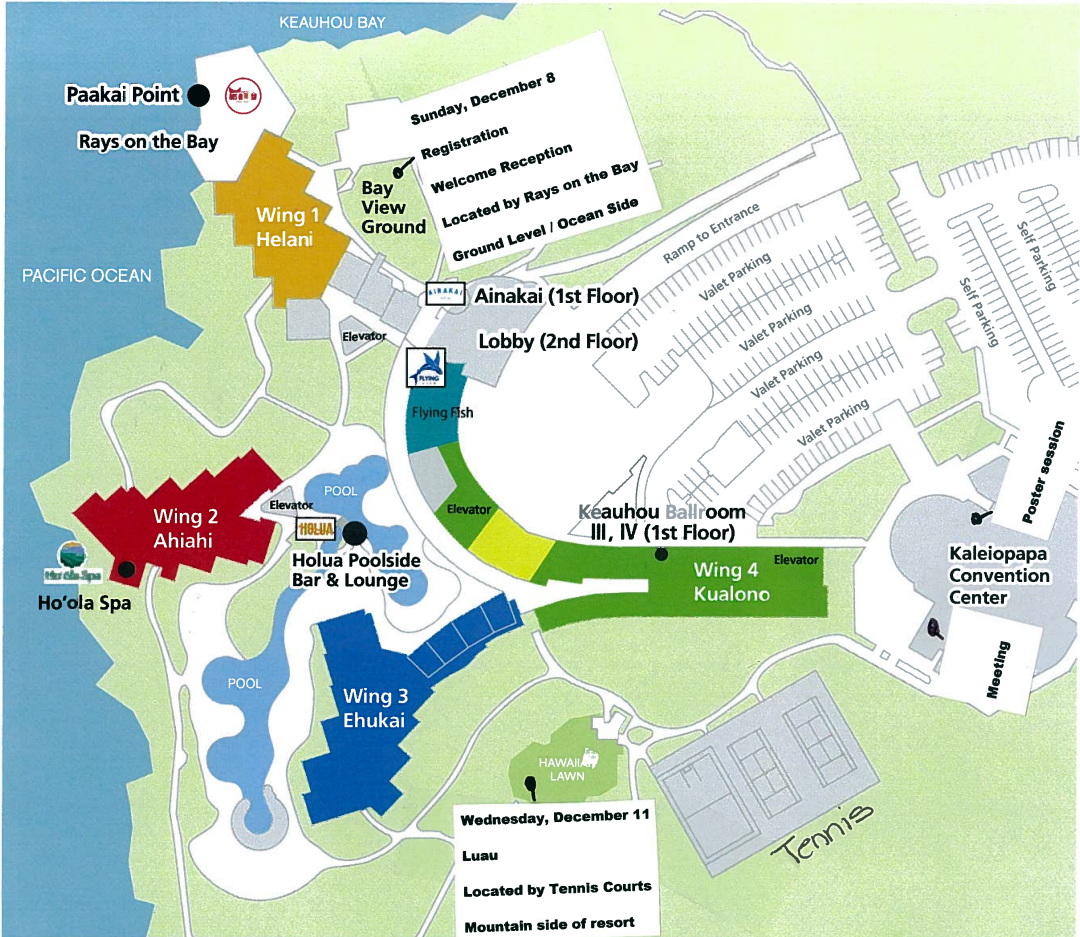 KEAUHOU BAY
Paakai Point
Rays on the Bay
Sunday, December 8
Registration
Welcome Reception
Located by Rays on the Bay
Ground Level / Ocean Side
Bay
View
Ground
Wing 1
Helani
PACIFIC OCEAN
Ramp to Entrance
Valet Parking
Valet Parking
Valet Parking
Valet Parking
Self Parking
Self Parking
AINAKAI
Ainakai (1st Floor)
Elevator
Lobby (2nd Floor)
FLYING
Flying Fish
Poster session
POOL
Elevator
Elevator
HOLUA
Wing 2
Ahiahi
Keauhou Ballroom
III, IV (1st Floor)
Holua Poolside
Bar & Lounge
Wing 4
Kualono
Elevator
Kaleiopapa
Convention
Center
Ho'ola Spa
Ho'ola Spa
Meeting
POOL
Wing 3
Ehukai
HAWAIIAN
LAWN
Wednesday, December 11
Luau
Located by Tennis Courts
Mountain side of resort
Tennis